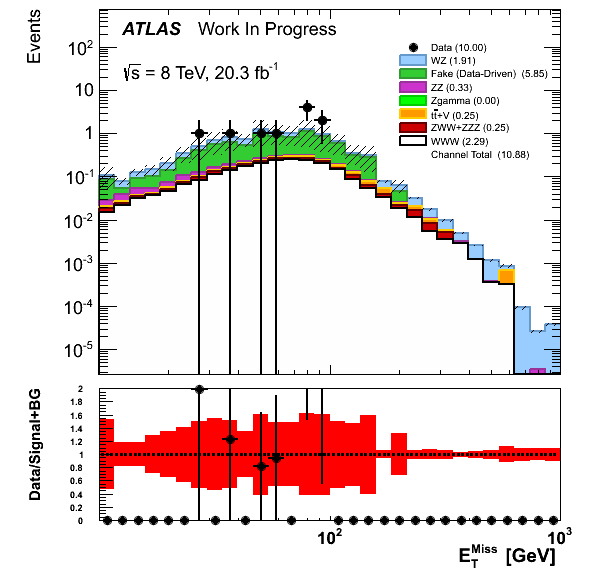 Events
ATLAS Work In Progress
√s = 8 TeV, 20.3 fb⁻¹
Data (10.00)
WZ (1.91)
Fake (Data-Driven) (5.85)
ZZ (0.33)
Zgamma (0.00)
tt̄+V (0.25)
ZWW+ZZZ (0.25)
WWW (2.29)
Channel Total (10.88)
10²
10
1
10⁻¹
10⁻²
10⁻³
10⁻⁴
10⁻⁵
Data/Signal+BG
2
1.8
1.6
1.4
1.2
1
0.8
0.6
0.4
0.2
0
10² 10³
E_T^Miss [GeV]